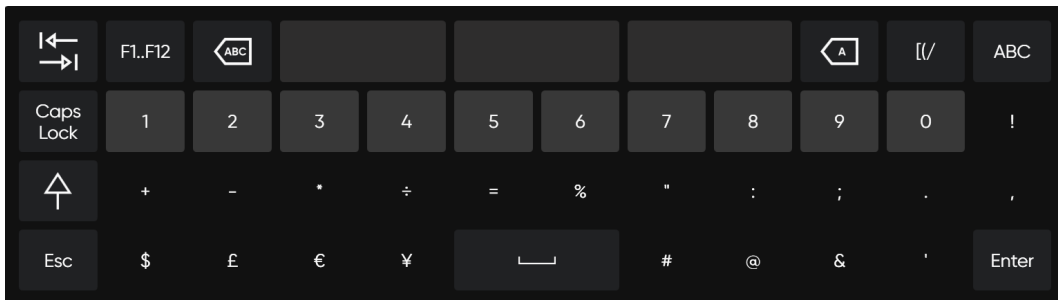 F1..F12 ABC A [(/ ABC
Caps Lock 1 2 3 4 5 6 7 8 9 0 !
+ - * ÷ = % " : ; . ,
Esc $ £ € ¥ # @ & ' Enter